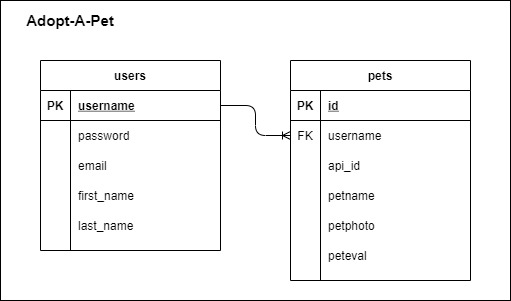 Adopt-A-Pet
users
PK username
password
email
first_name
last_name
pets
PK id
FK username
api_id
petname
petphoto
peteval